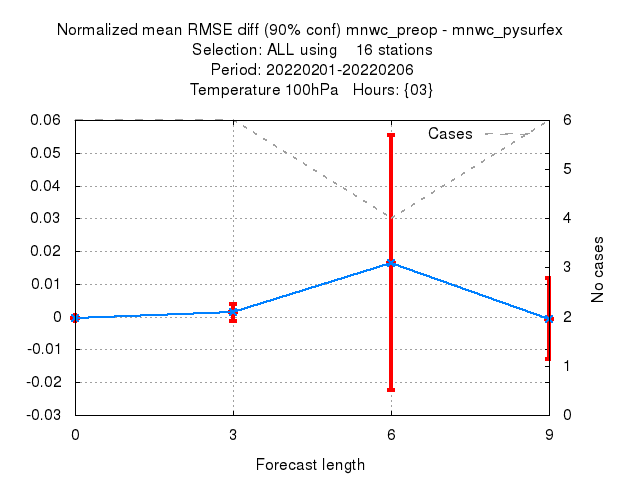 Normalized mean RMSE diff (90% conf) mnwc_preop - mnwc_pysurfex
Selection: ALL using    16 stations
Period: 20220201-20220206
Temperature 100hPa   Hours: {03}
0.06
0.05
0.04
0.03
0.02
0.01
0
-0.01
-0.02
-0.03
Cases
6
5
4
3
2
1
0
No cases
0 3 6 9
Forecast length